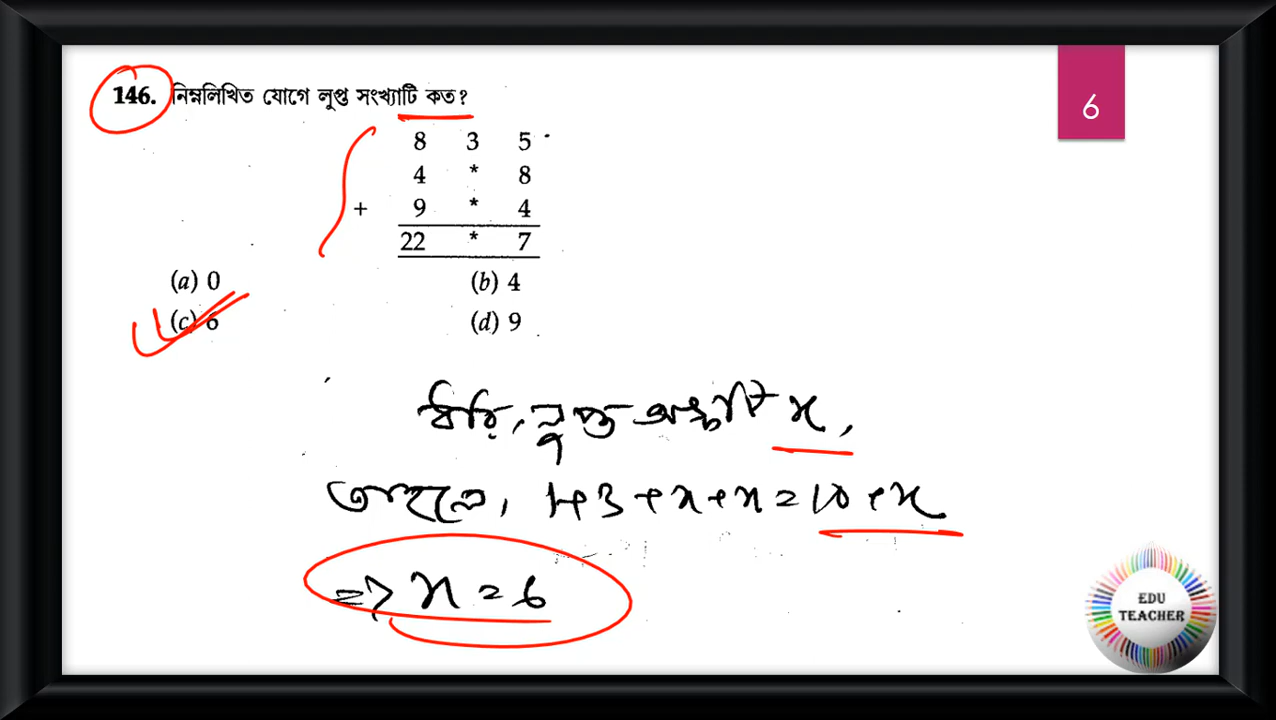 6
146. নিম্নলিখিত যোগে লুপ্ত সংখ্যাটি কত?
8 3 5
4 * 8
+ 9 * 4
22 * 7
(a) 0 (b) 4
(c) 6 (d) 9
ধরি, লুপ্ত অঙ্কটি x,
তাহলে, 1+3+x+x=10+x
=> x = 6
EDU
TEACHER